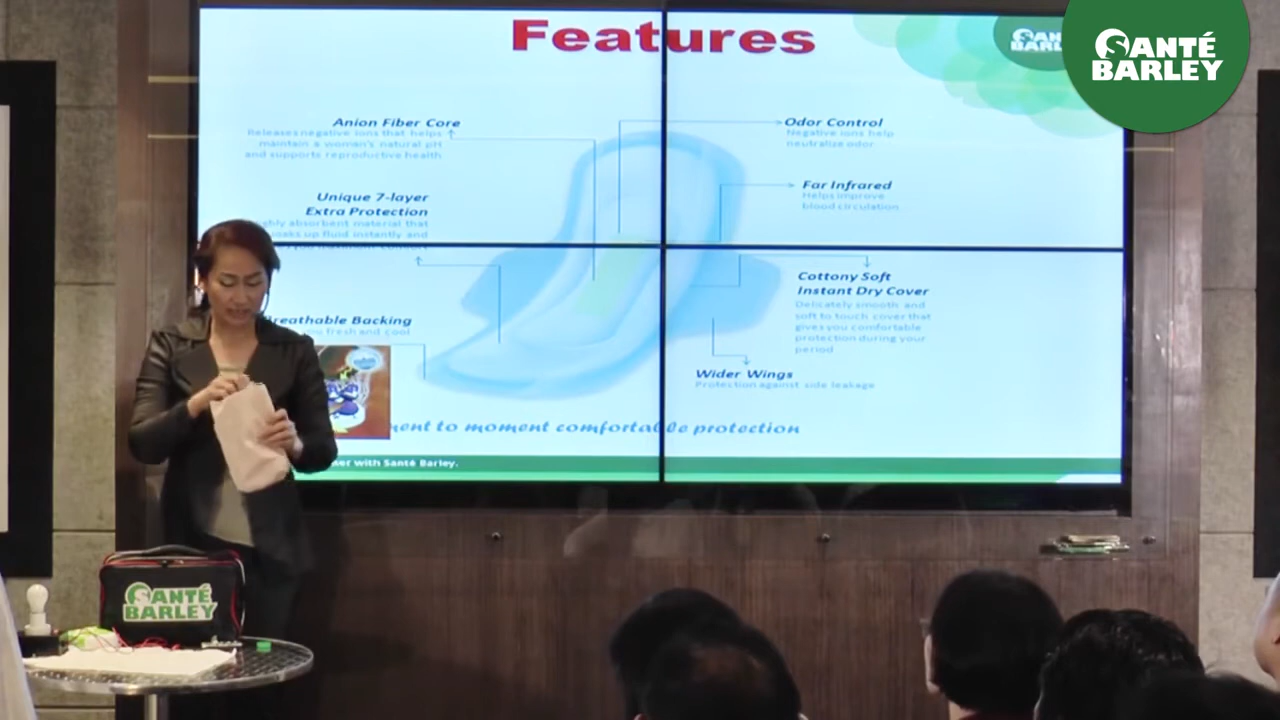 Features
SANTÉ
BARLEY
Anion Fiber Core
Releases negative ions that helps
maintain a woman's natural pH
and supports reproductive health
Odor Control
Negative ions help
neutralize odor
Unique 7-layer
Extra Protection
absorbent material that
up fluid instantly and
Far Infrared
Helps improve
blood circulation
Cottony Soft
Instant Dry Cover
Delicately smooth and
soft to touch cover that
gives you comfortable
protection during your
period
Breathable Backing
fresh and cool
Wider Wings
Protection against side leakage
to moment comfortable protection
with Santé Barley.
SANTÉ
BARLEY